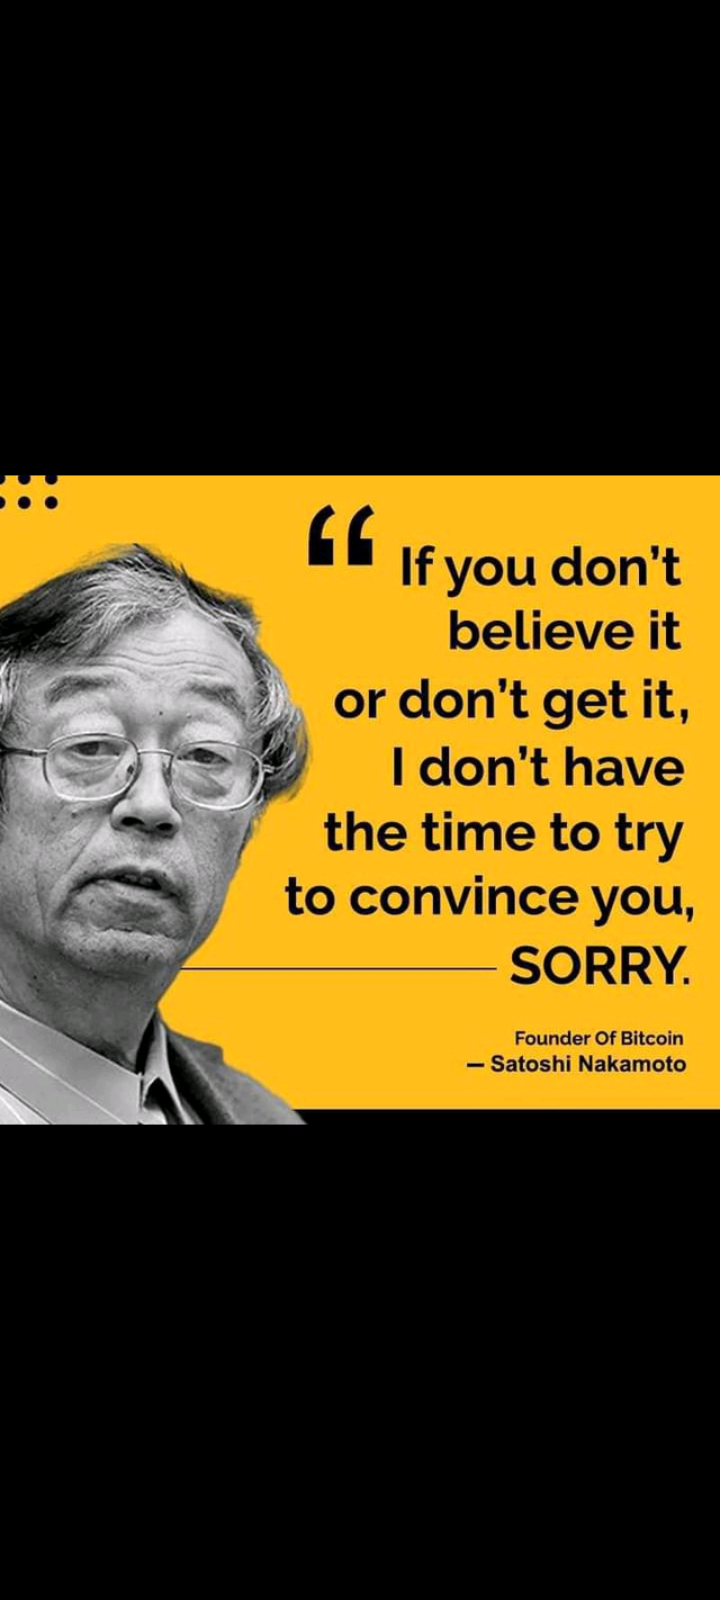 “ If you don’t
believe it
or don’t get it,
I don’t have
the time to try
to convince you,
SORRY.
Founder Of Bitcoin
– Satoshi Nakamoto